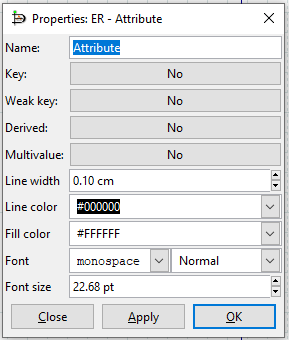 Properties: ER - Attribute
Name: Attribute
Key: No
Weak key: No
Derived: No
Multivalue: No
Line width 0.10 cm
Line color #000000
Fill color #FFFFFF
Font monospace Normal
Font size 22.68 pt
Close Apply OK